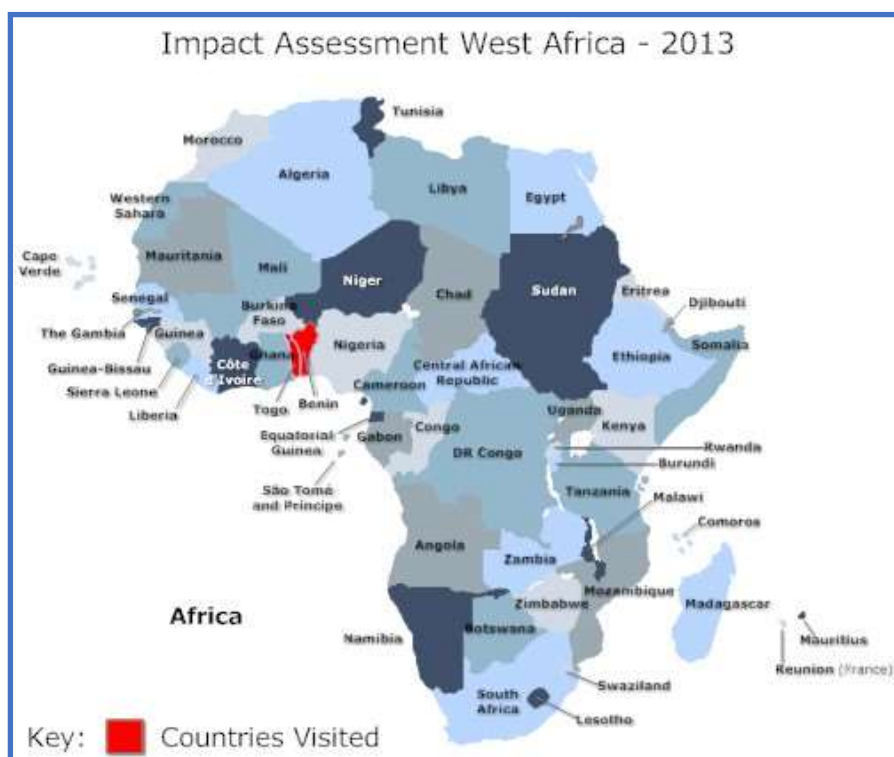 Impact Assessment West Africa - 2013
Tunisia
Morocco
Algeria
Libya
Egypt
Western
Sahara
Mauritania
Mali
Niger
Chad
Sudan
Cape
Verde
Senegal
Eritrea
Djibouti
The Gambia
Guinea
Burkina
Faso
Nigeria
Ethiopia
Somalia
Guinea-Bissau
Côte
d'Ivoire
Ghana
Central African
Republic
Sierra Leone
Liberia
Togo
Benin
Cameroon
Uganda
Kenya
Equatorial
Guinea
Gabon
Congo
DR Congo
Rwanda
Burundi
São Tomé
and Principe
Tanzania
Malawi
Comoros
Angola
Zambia
Mozambique
Zimbabwe
Madagascar
Africa
Namibia
Botswana
Mauritius
Reunion (France)
Swaziland
South
Africa
Lesotho
Key: Countries Visited